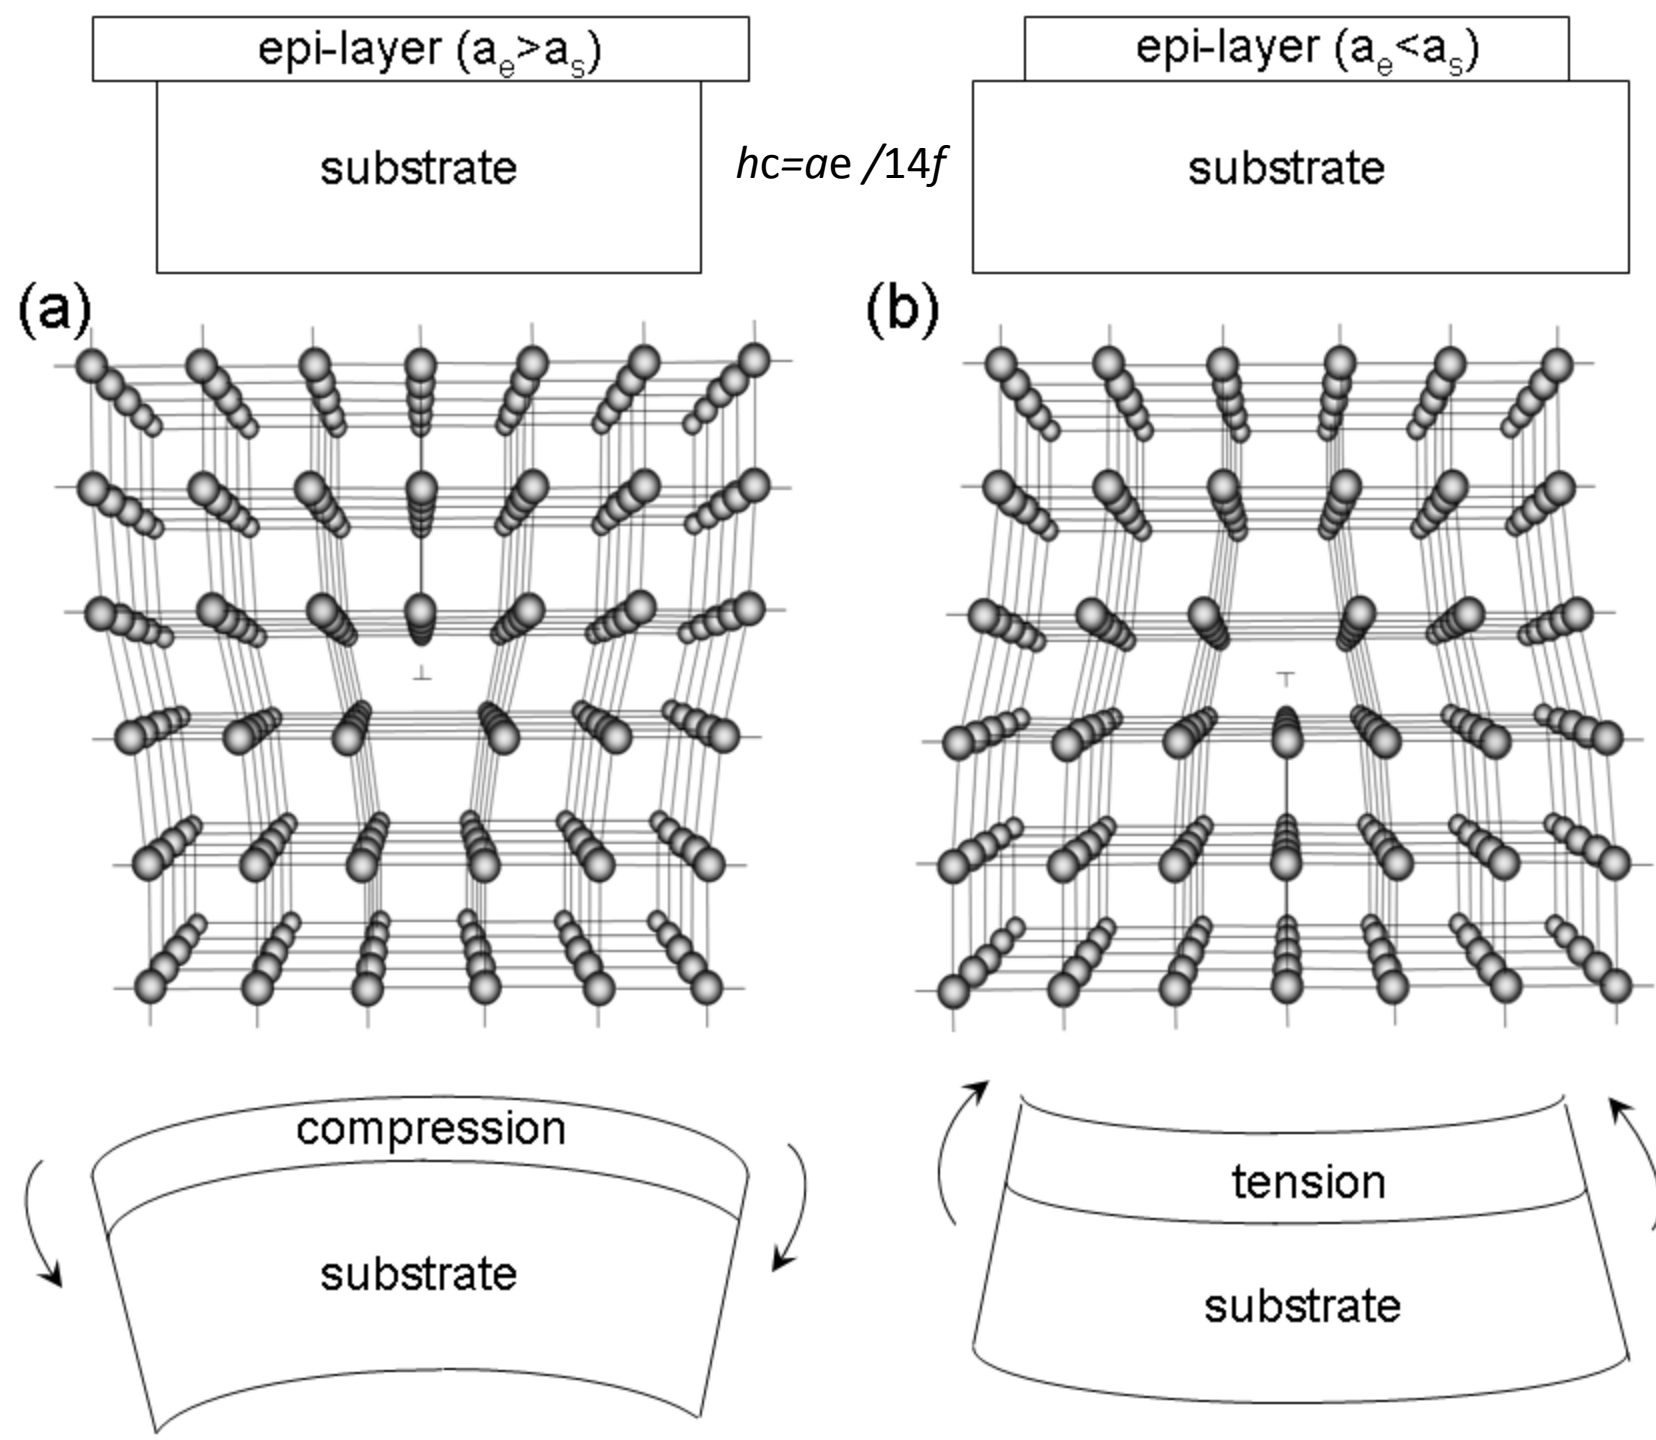 epi-layer (aₑ>aₛ)
epi-layer (aₑ<aₛ)
substrate
hc=ae /14f
substrate
(a)
(b)
⊥
⊤
compression
tension
substrate
substrate